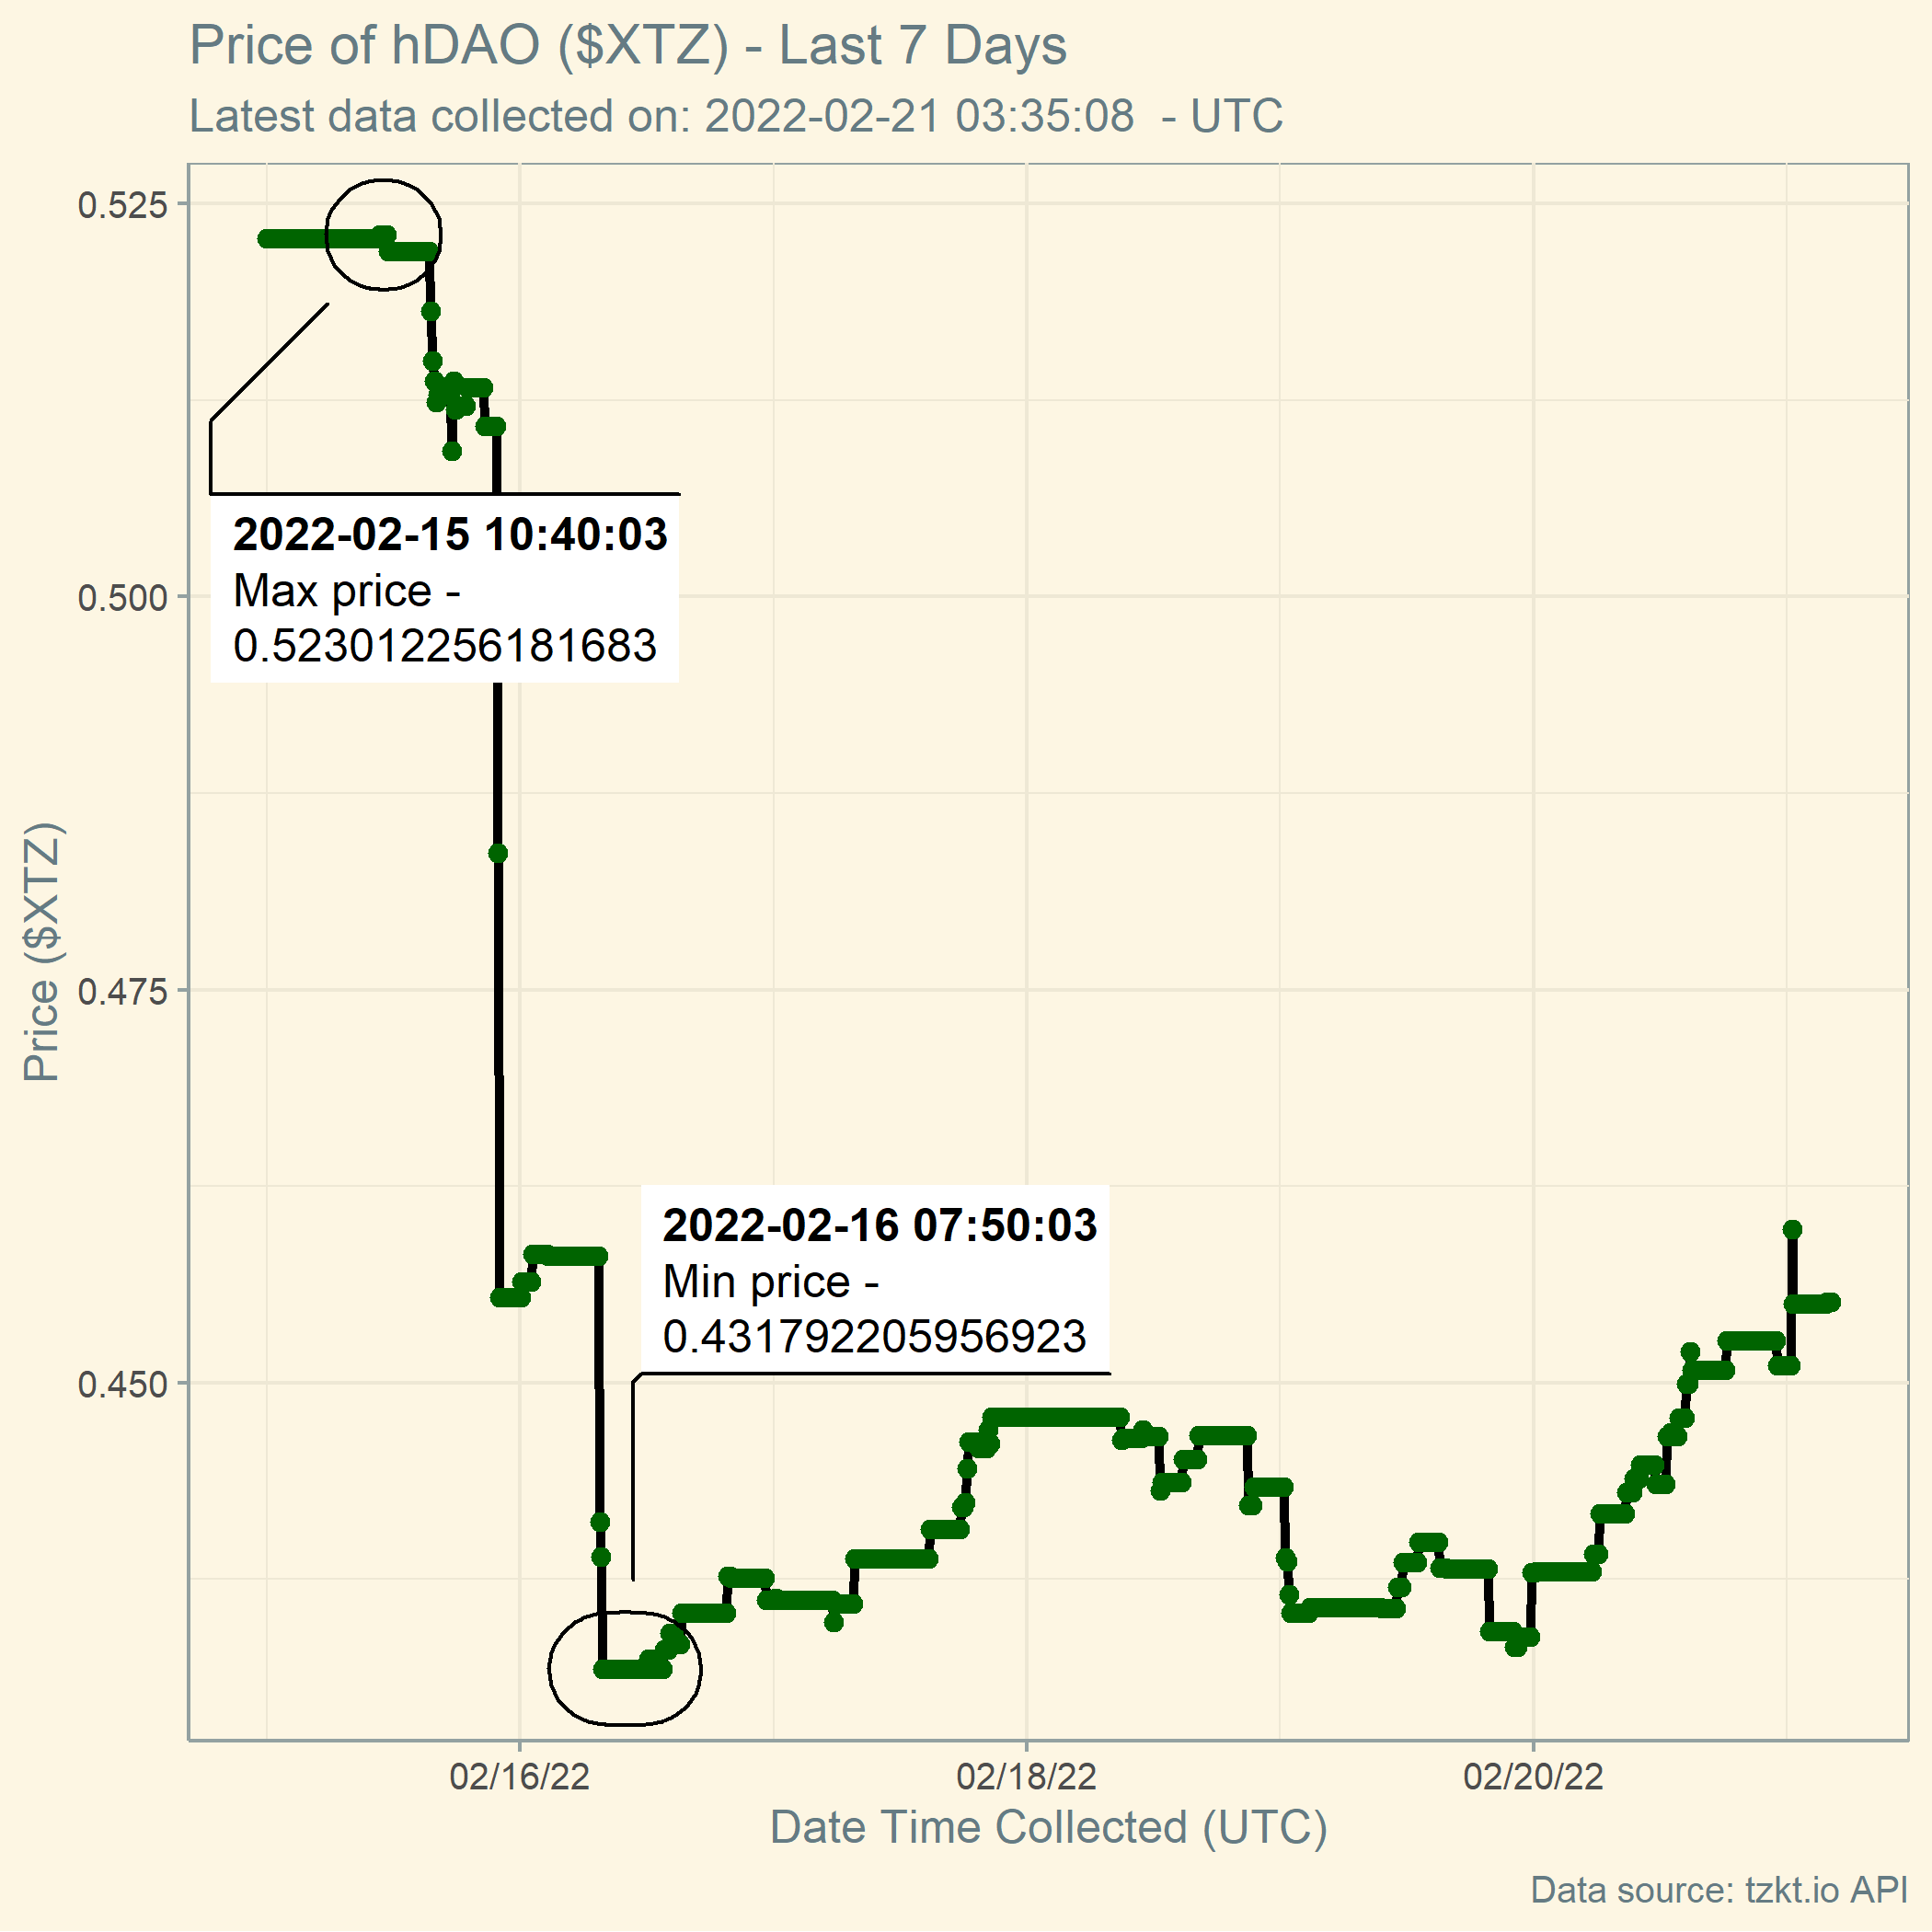 Price of hDAO ($XTZ) - Last 7 Days
Latest data collected on: 2022-02-21 03:35:08  - UTC
0.525
0.500
0.475
0.450
Price ($XTZ)
2022-02-15 10:40:03
Max price -
0.523012256181683
2022-02-16 07:50:03
Min price -
0.431792205956923
02/16/22
02/18/22
02/20/22
Date Time Collected (UTC)
Data source: tzkt.io API